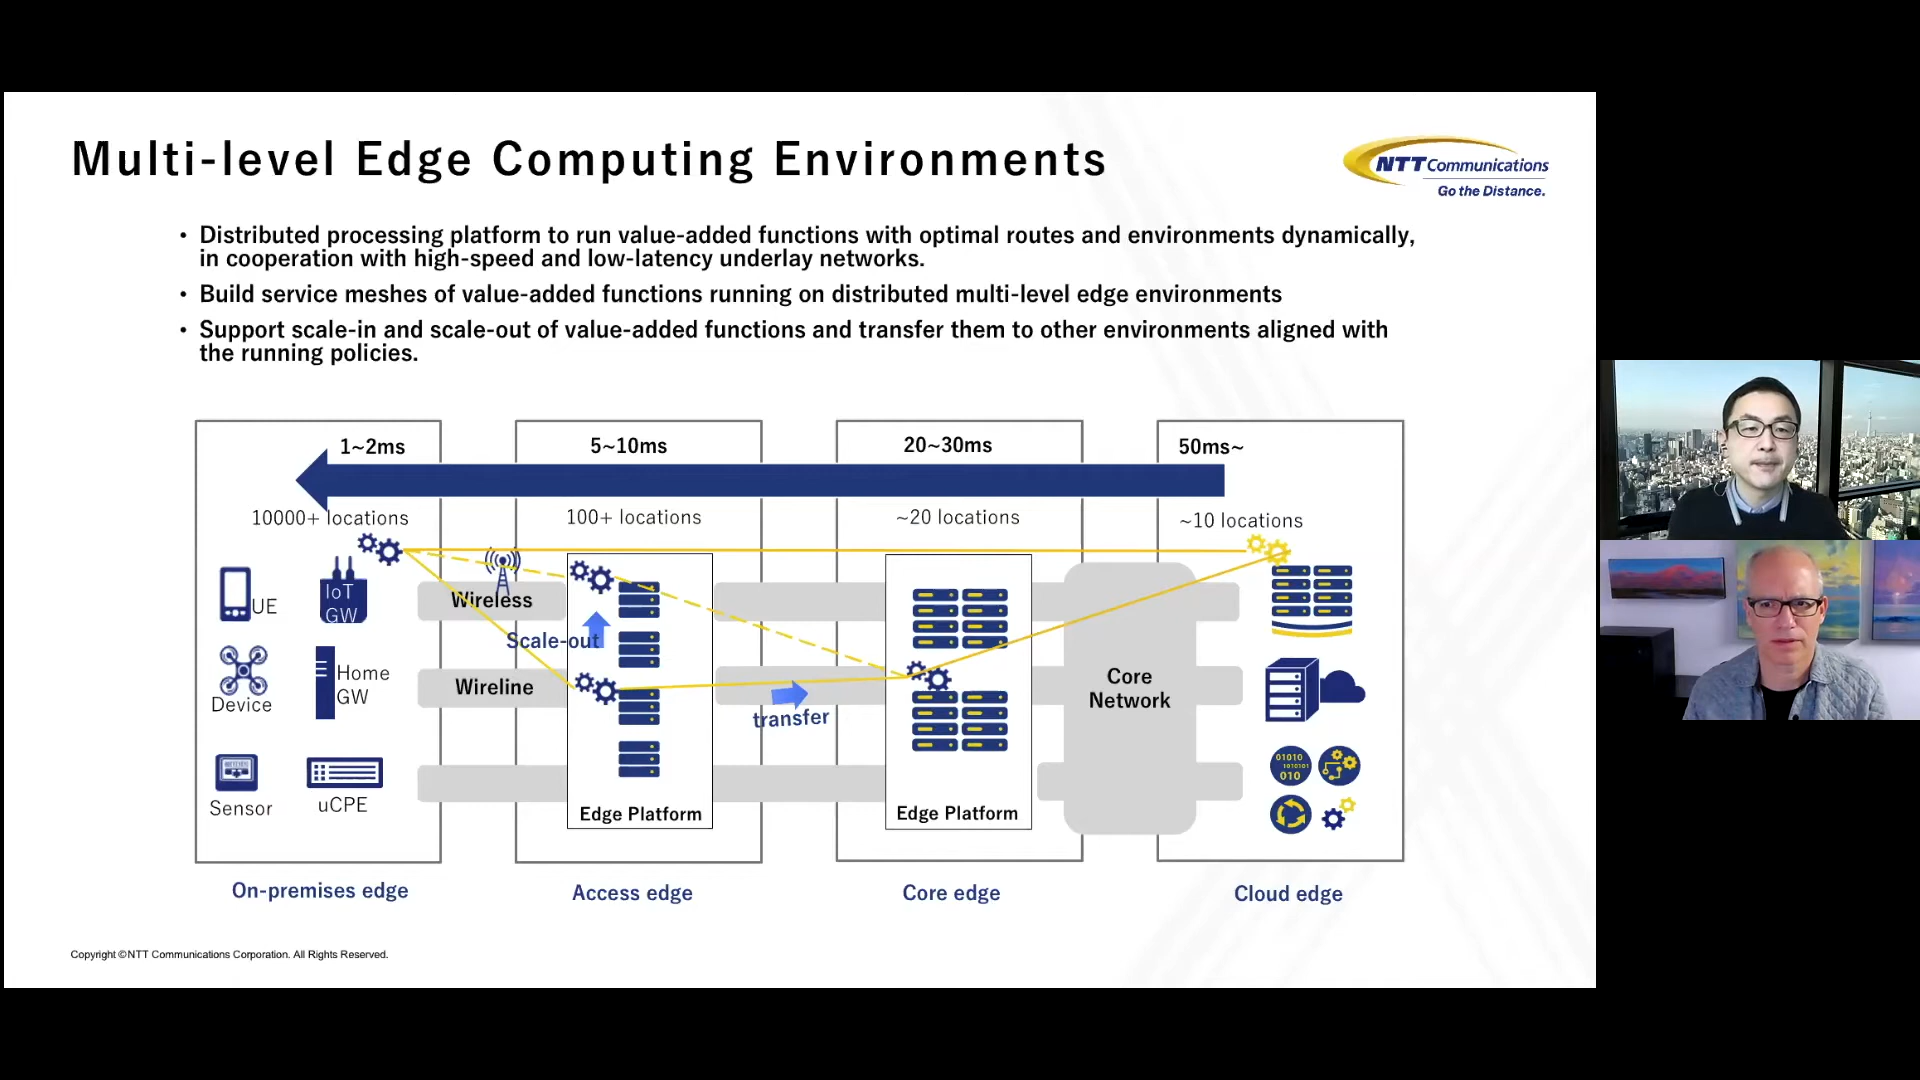 Multi-level Edge Computing Environments
NTT Communications
Go the Distance.
• Distributed processing platform to run value-added functions with optimal routes and environments dynamically,
in cooperation with high-speed and low-latency underlay networks.
• Build service meshes of value-added functions running on distributed multi-level edge environments
• Support scale-in and scale-out of value-added functions and transfer them to other environments aligned with
the running policies.
1~2ms
5~10ms
20~30ms
50ms~
10000+ locations
100+ locations
~20 locations
~10 locations
UE
IoT
GW
Wireless
Scale-out
Device
Home
GW
Wireline
transfer
Core
Network
Sensor
uCPE
Edge Platform
Edge Platform
01010
1010101
010
On-premises edge
Access edge
Core edge
Cloud edge
Copyright ©NTT Communications Corporation. All Rights Reserved.